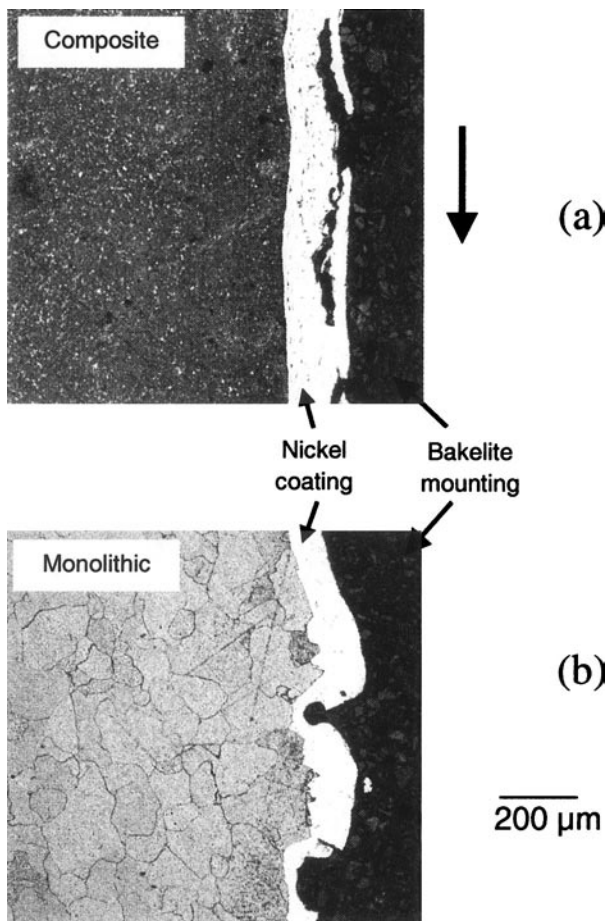 Composite
(a)
Nickel
coating
Bakelite
mounting
Monolithic
(b)
200 µm